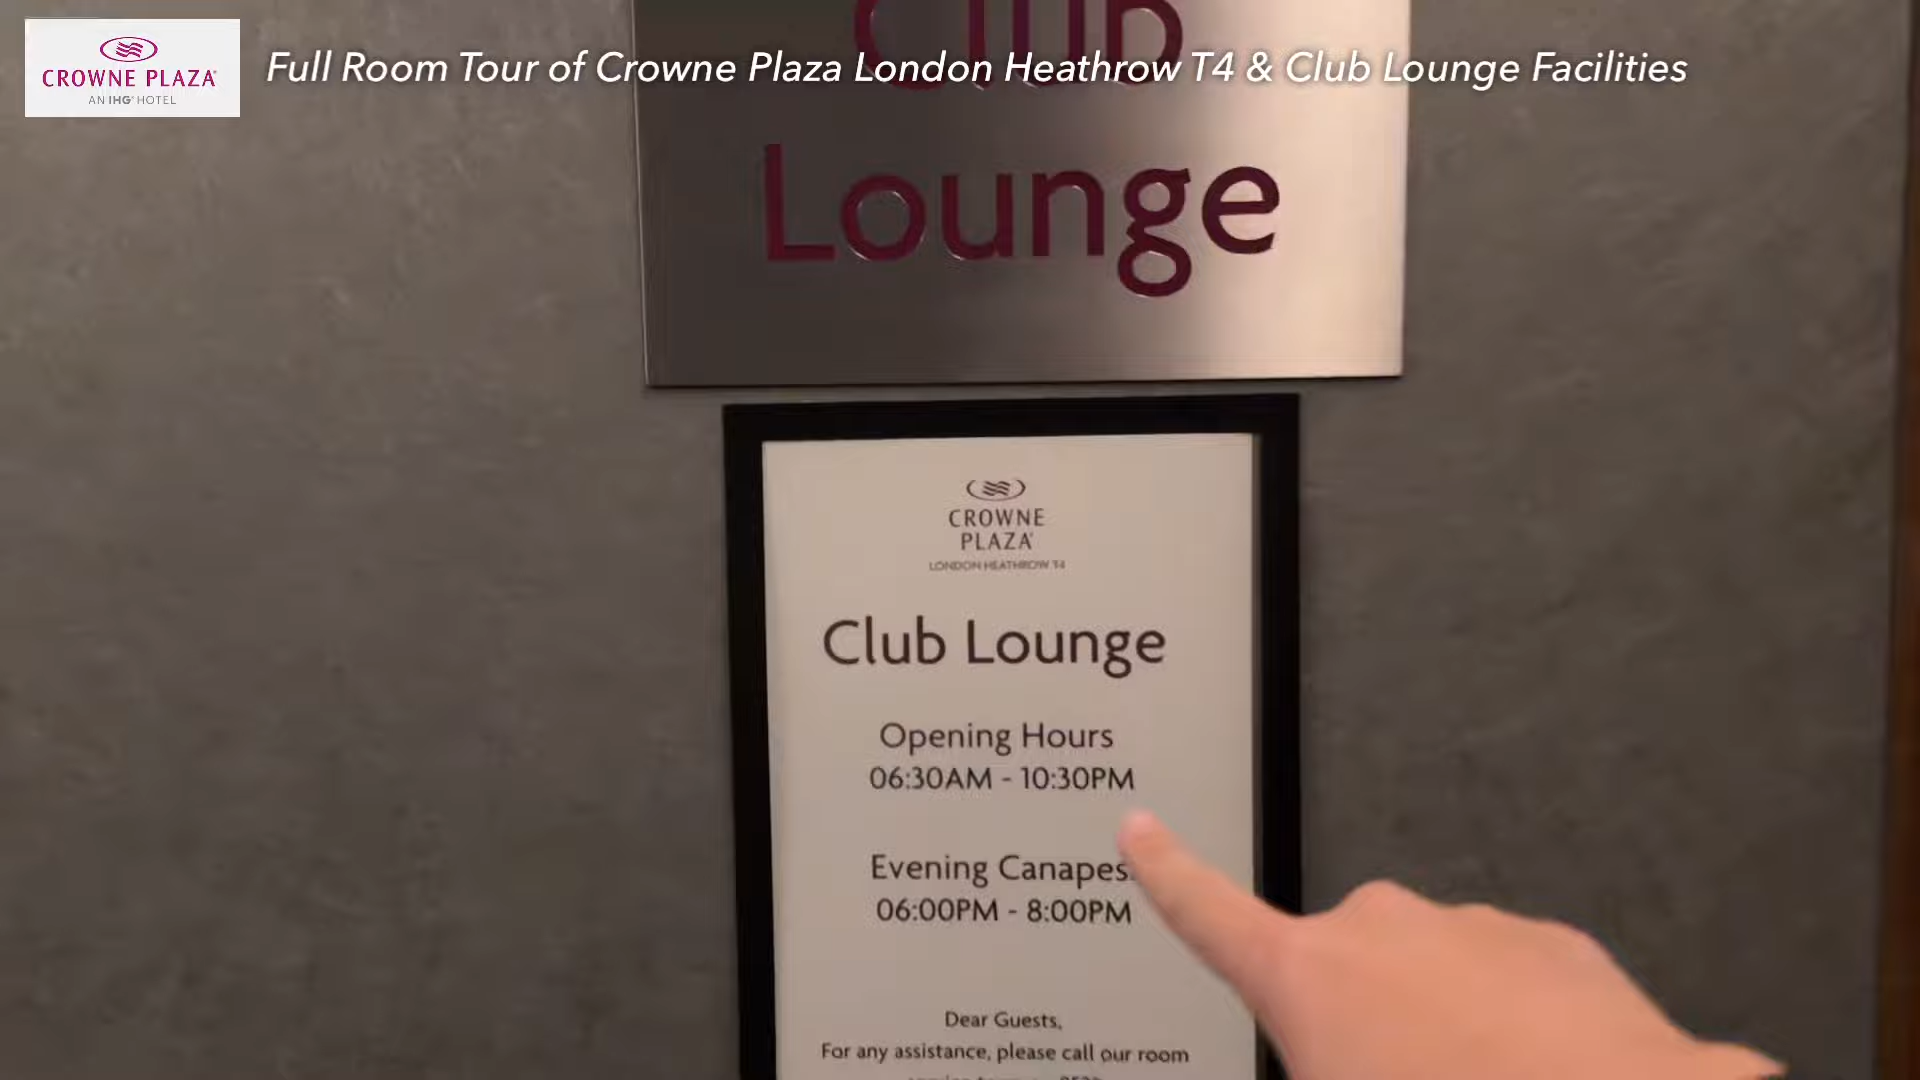 CROWNE PLAZA
AN IHG HOTEL
Full Room Tour of Crowne Plaza London Heathrow T4 & Club Lounge Facilities
Club
Lounge
CROWNE
PLAZA
LONDON HEATHROW T4
Club Lounge
Opening Hours
06:30AM - 10:30PM
Evening Canapes
06:00PM - 8:00PM
Dear Guests,
For any assistance, please call our room